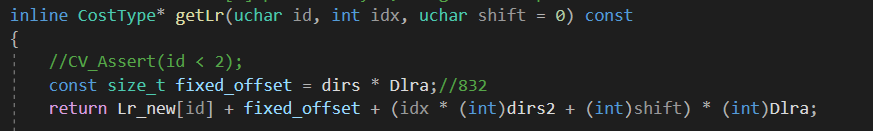 inline CostType* getLr(uchar id, int idx, uchar shift = 0) const
{
//CV_Assert(id < 2);
const size_t fixed_offset = dirs * Dlra;//832
return Lr_new[id] + fixed_offset + (idx * (int)dirs2 + (int)shift) * (int)Dlra;